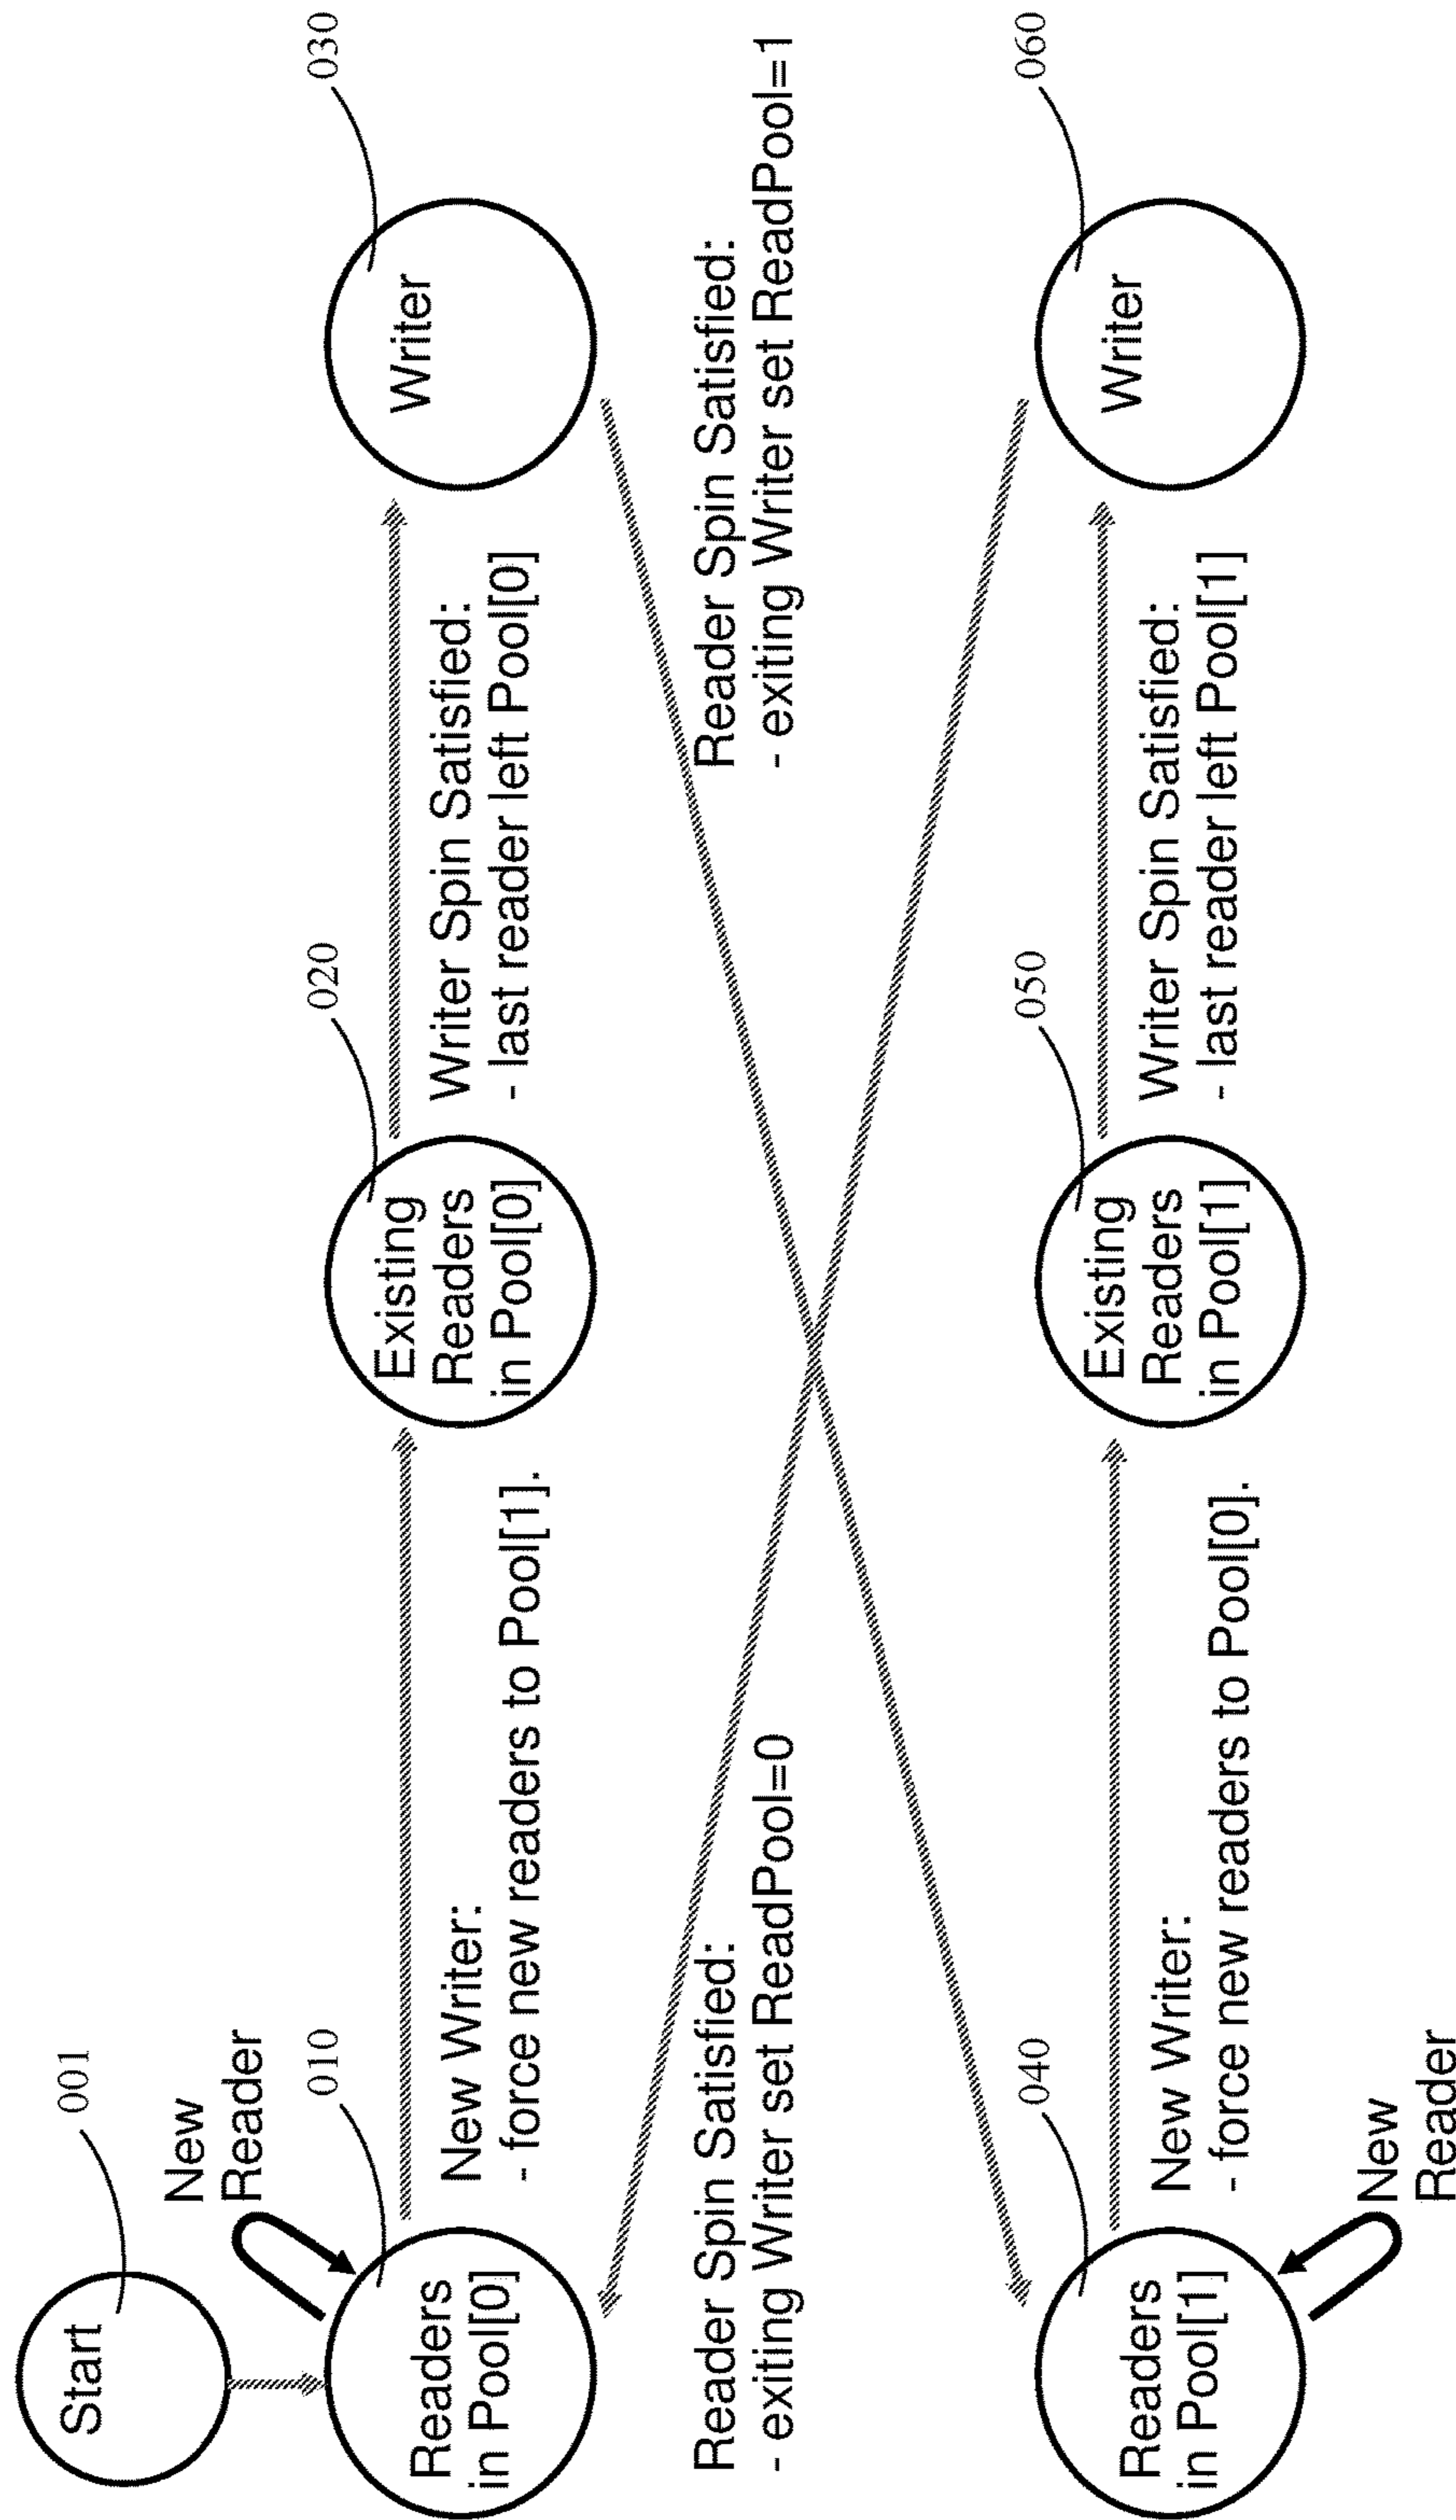 Start
001
New
Reader
010
Readers
in Pool[0]
New Writer:
- force new readers to Pool[1].
020
Existing
Readers
in Pool[0]
Writer Spin Satisfied:
- last reader left Pool[0]
030
Writer
Reader Spin Satisfied:
- exiting Writer set ReadPool=0
Reader Spin Satisfied:
- exiting Writer set ReadPool=1
040
Readers
in Pool[1]
New Writer:
- force new readers to Pool[0].
050
Existing
Readers
in Pool[1]
Writer Spin Satisfied:
- last reader left Pool[1]
060
Writer
New
Reader